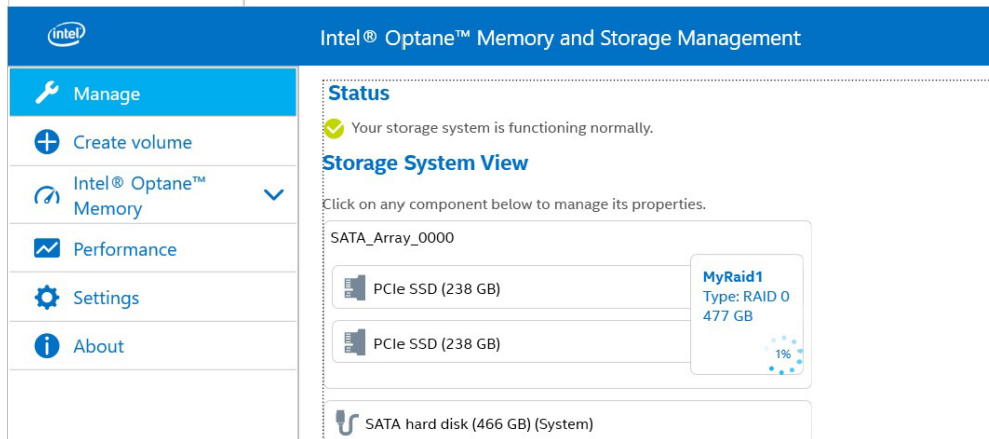 intel
Intel® Optane™ Memory and Storage Management
Manage
Create volume
Intel® Optane™
Memory
Performance
Settings
About
Status
Your storage system is functioning normally.
Storage System View
Click on any component below to manage its properties.
SATA_Array_0000
PCIe SSD (238 GB)
PCIe SSD (238 GB)
MyRaid1
Type: RAID 0
477 GB
1%
SATA hard disk (466 GB) (System)